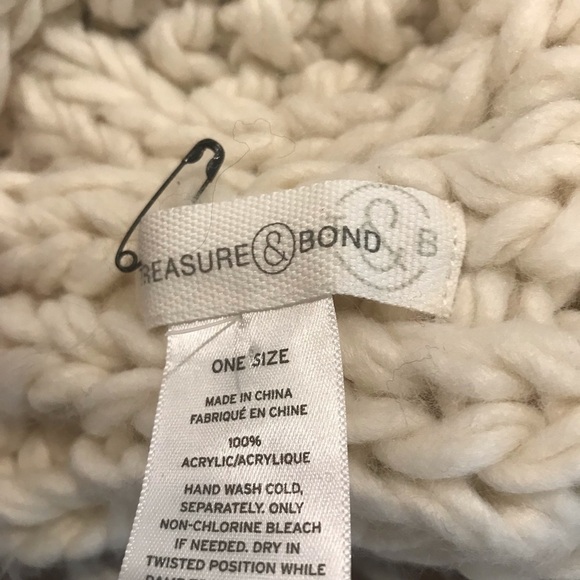 TREASURE & BOND T & B
ONE SIZE
MADE IN CHINA
FABRIQUÉ EN CHINE
100%
ACRYLIC/ACRYLIQUE
HAND WASH COLD,
SEPARATELY. ONLY
NON-CHLORINE BLEACH
IF NEEDED. DRY IN
TWISTED POSITION WHILE